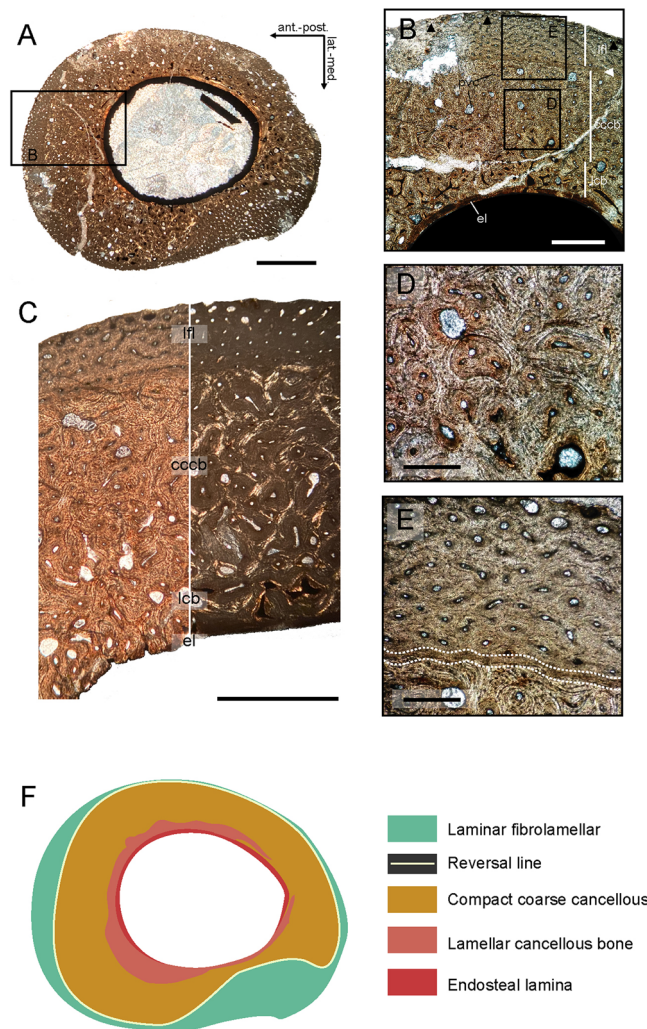 A
ant.-post.
lat.-med
B
B
E
D
lfl
cccb
lcb
el
C
lfl
cccb
lcb
el
D
E
F
Laminar fibrolamellar
Reversal line
Compact coarse cancellous
Lamellar cancellous bone
Endosteal lamina